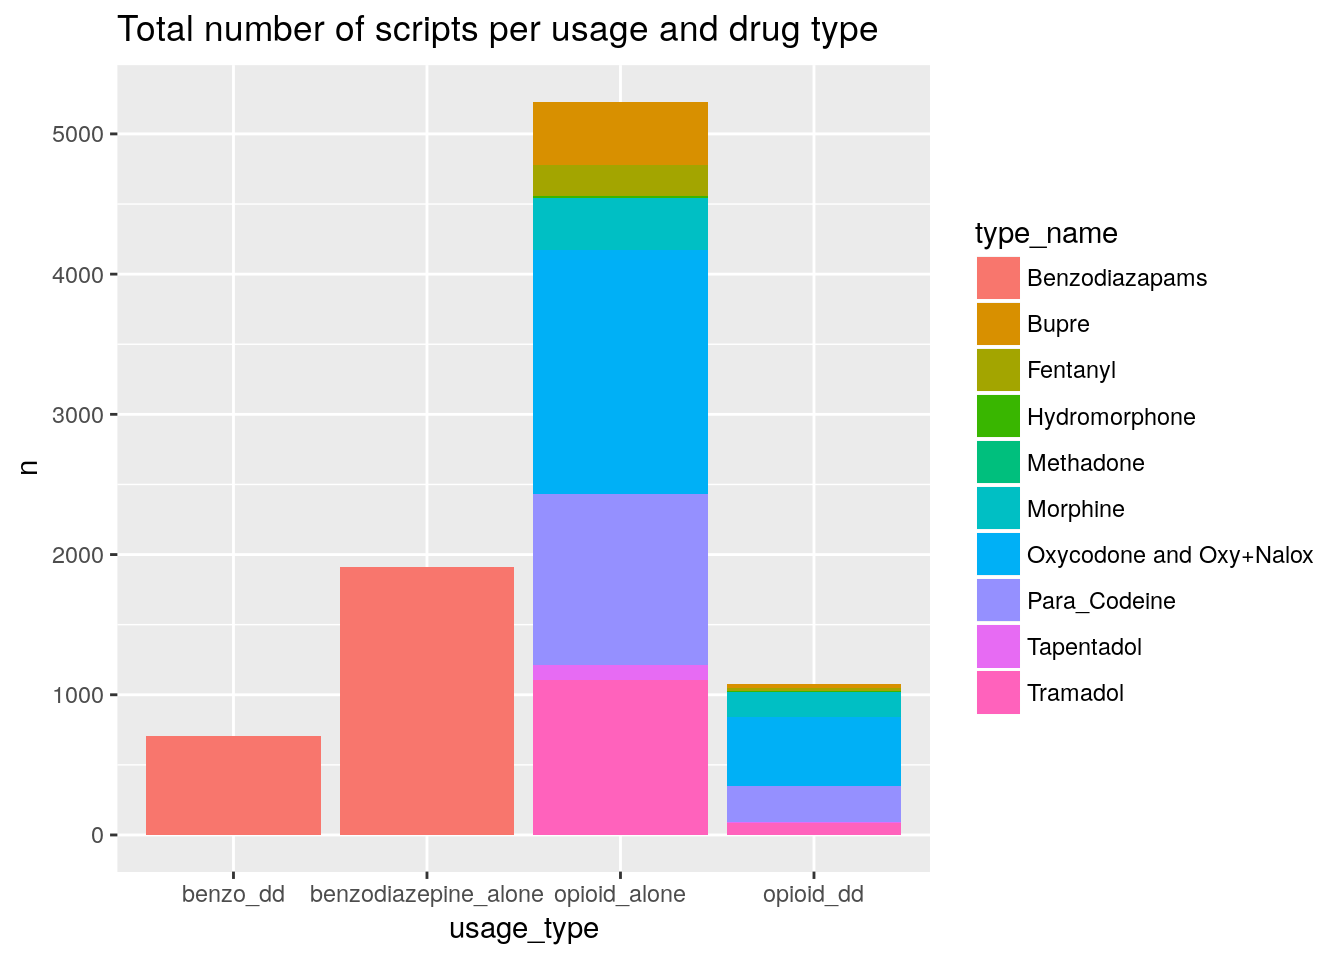 Total number of scripts per usage and drug type
n
5000
4000
3000
2000
1000
0
benzo_dd benzodiazepine_alone opioid_alone opioid_dd
usage_type
type_name
Benzodiazapams
Bupre
Fentanyl
Hydromorphone
Methadone
Morphine
Oxycodone and Oxy+Nalox
Para_Codeine
Tapentadol
Tramadol